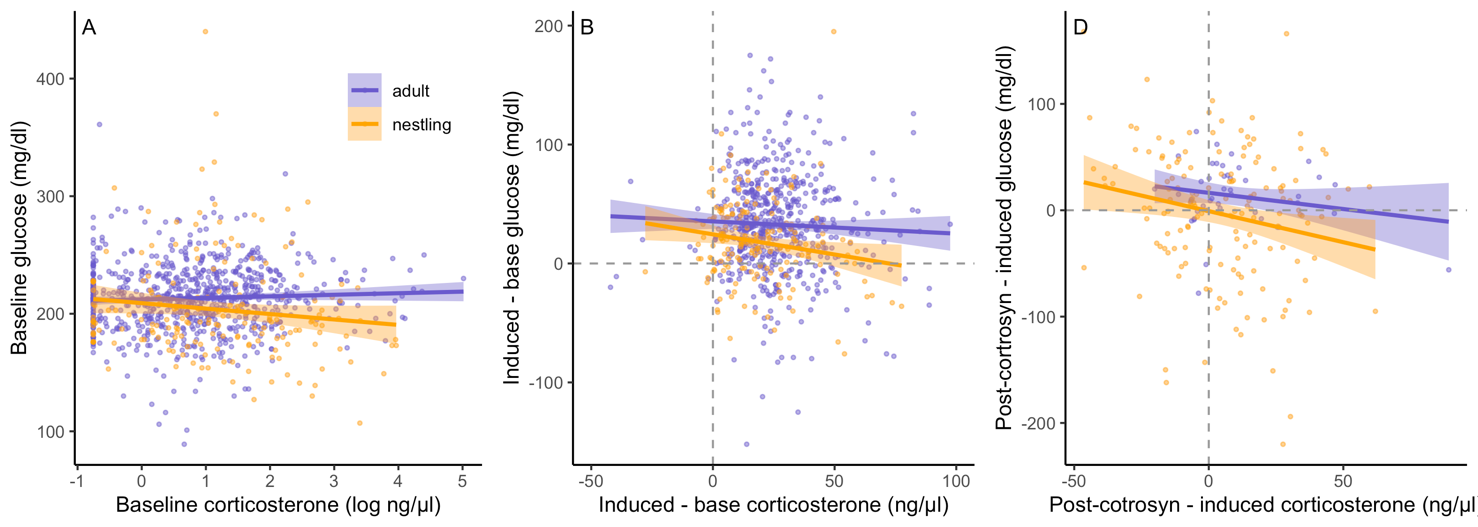 A
Baseline glucose (mg/dl)
400
300
200
100
adult
nestling
-1 0 1 2 3 4 5
Baseline corticosterone (log ng/µl)
B
Induced - base glucose (mg/dl)
200
100
0
-100
-50 0 50 100
Induced - base corticosterone (ng/µl)
D
Post-cortrosyn - induced glucose (mg/dl)
100
0
-100
-200
-50 0 50
Post-cotrosyn - induced corticosterone (ng/µl